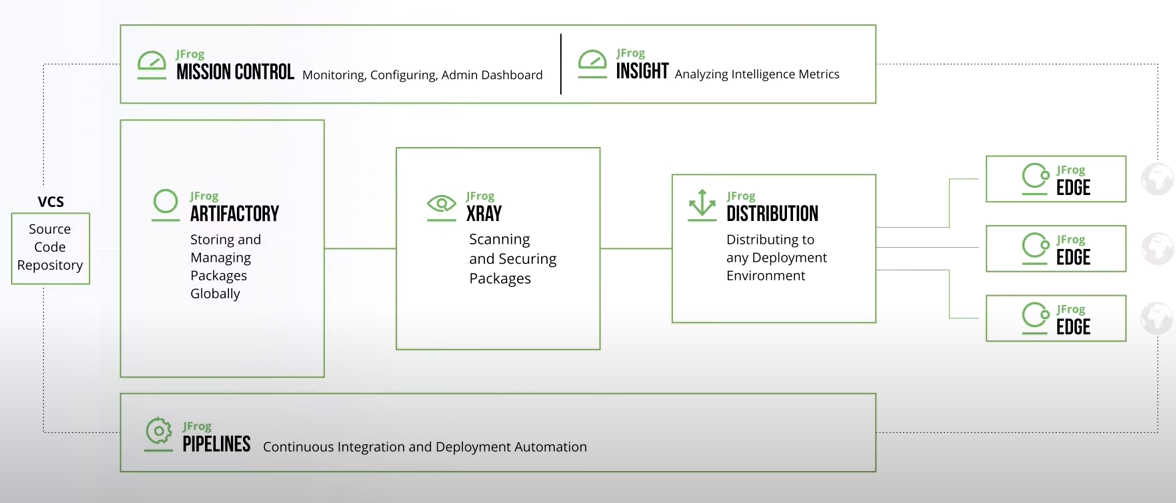 JFrog
MISSION CONTROL Monitoring, Configuring, Admin Dashboard
JFrog
INSIGHT Analyzing Intelligence Metrics
VCS
Source
Code
Repository
JFrog
ARTIFACTORY
Storing and
Managing
Packages
Globally
JFrog
XRAY
Scanning
and Securing
Packages
JFrog
DISTRIBUTION
Distributing to
any Deployment
Environment
JFrog
EDGE
JFrog
EDGE
JFrog
EDGE
JFrog
PIPELINES Continuous Integration and Deployment Automation